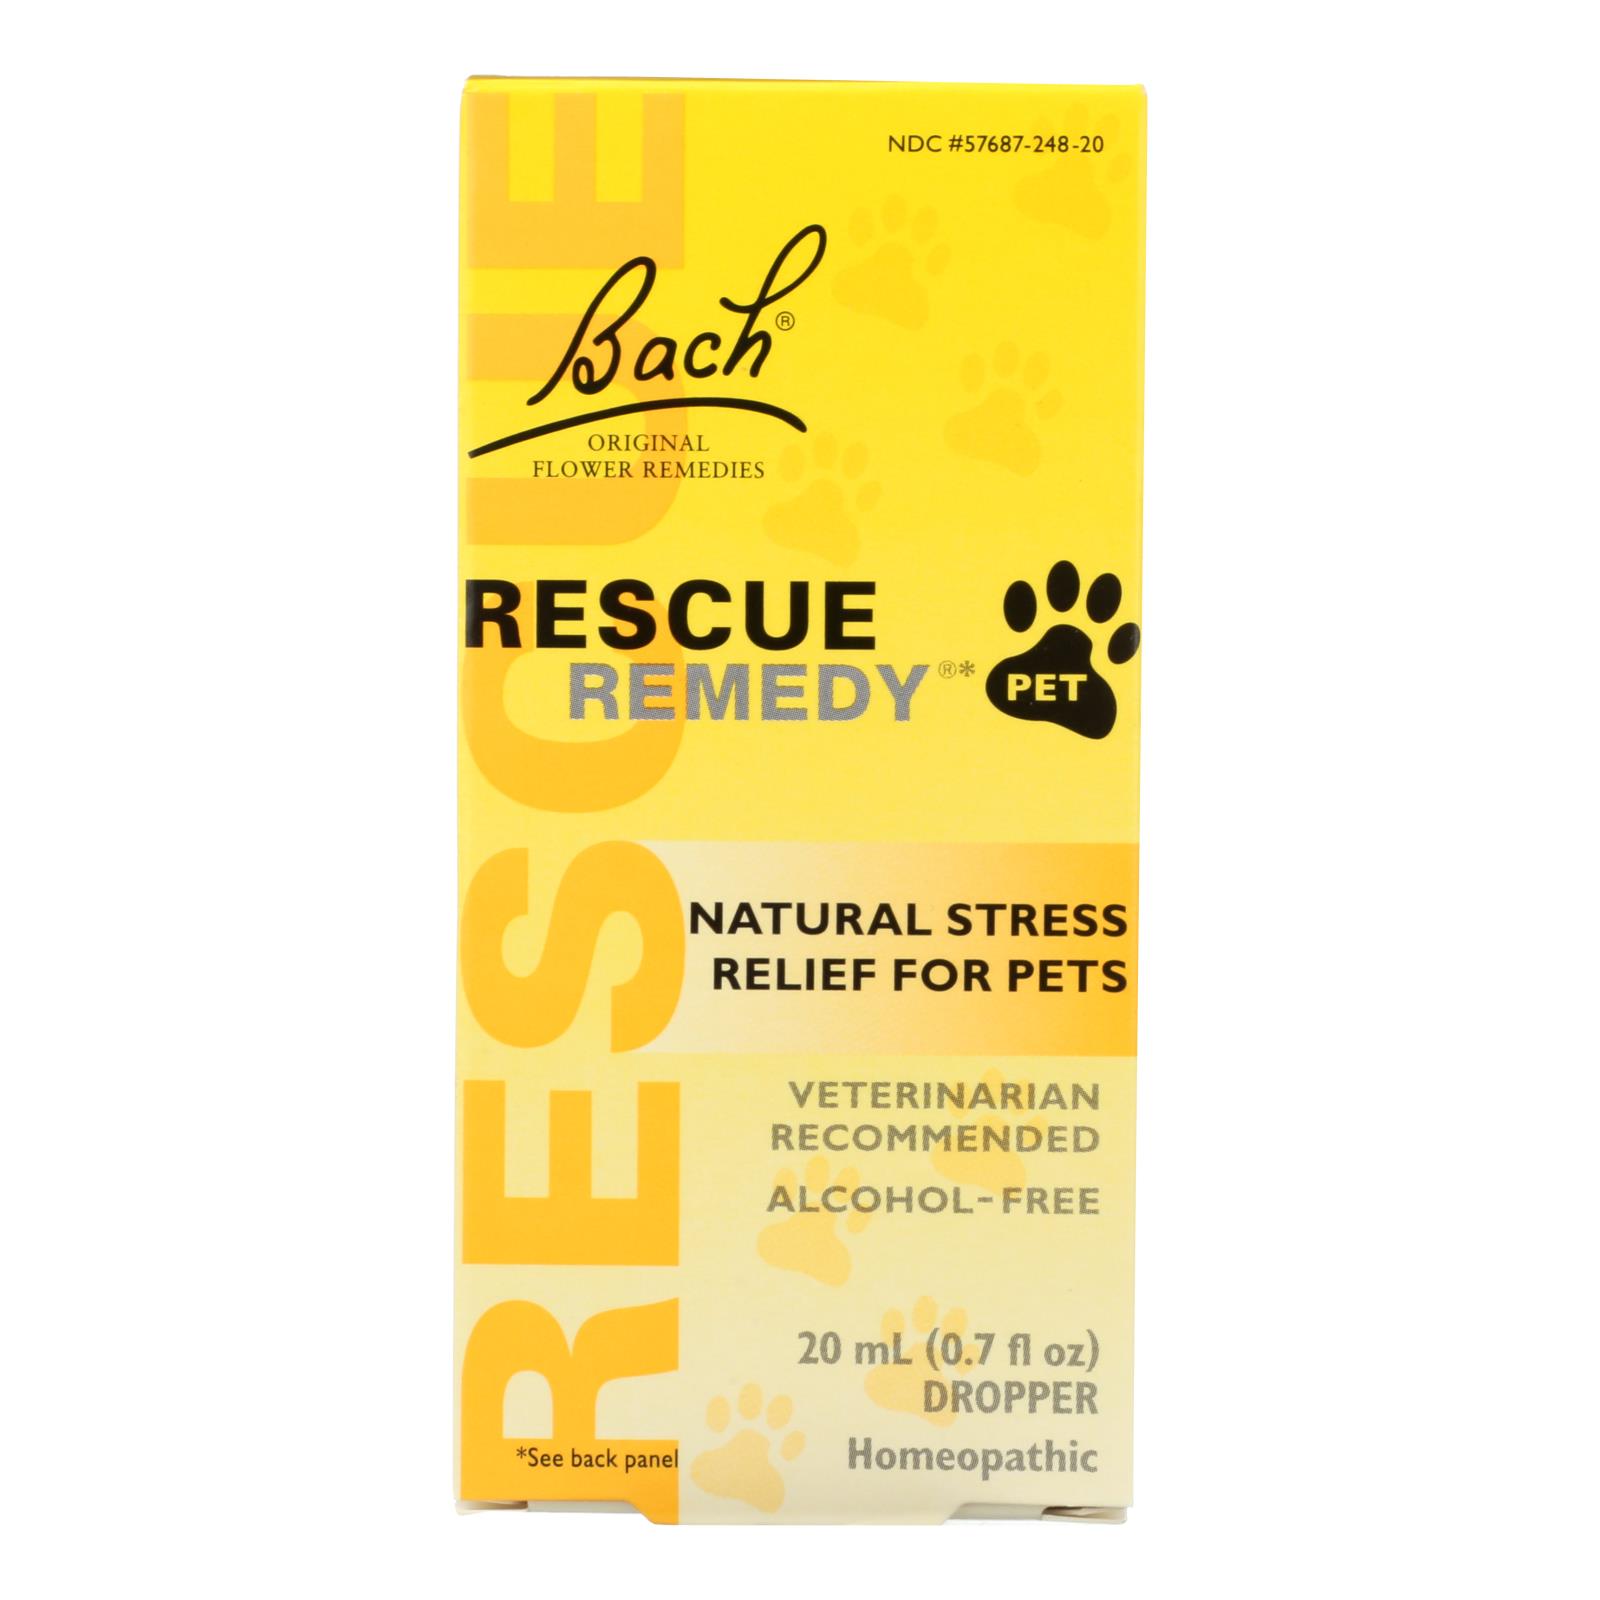 NDC #57687-248-20
Bach®
ORIGINAL
FLOWER REMEDIES
RESCUE
REMEDY®*
PET
NATURAL STRESS
RELIEF FOR PETS
VETERINARIAN
RECOMMENDED
ALCOHOL-FREE
20 mL (0.7 fl oz)
DROPPER
Homeopathic
*See back panel
RESCUE